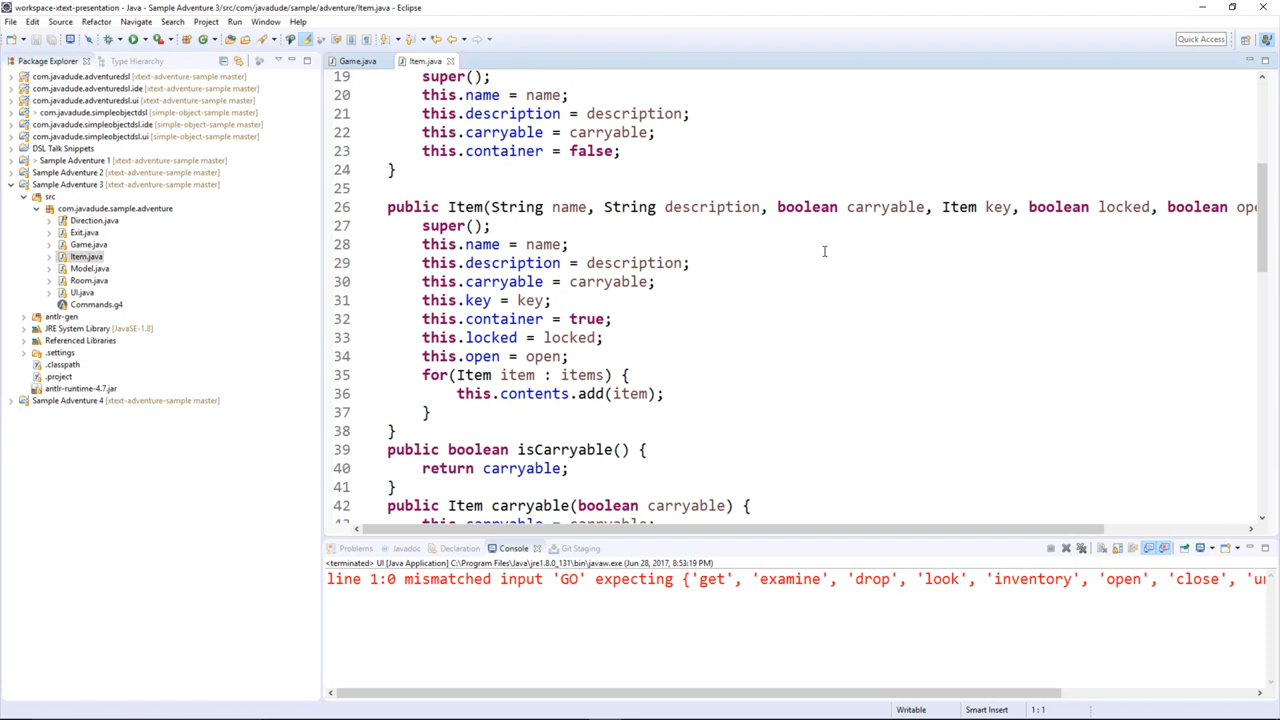 workspace-xtext-presentation - Java - Sample Adventure 3/src/com/javadude/sample/adventure/Item.java - Eclipse
File Edit Source Refactor Navigate Search Project Run Window Help
Quick Access
Package Explorer Type Hierarchy
com.javadude.adventuredsl [xtext-adventure-sample master]
com.javadude.adventuredsl.ide [xtext-adventure-sample master]
com.javadude.adventuredsl.ui [xtext-adventure-sample master]
> com.javadude.simpleobjectdsl [simple-object-sample master]
com.javadude.simpleobjectdsl.ide [simple-object-sample master]
com.javadude.simpleobjectdsl.ui [simple-object-sample master]
DSL Talk Snippets
> Sample Adventure 1 [xtext-adventure-sample master]
Sample Adventure 2 [xtext-adventure-sample master]
Sample Adventure 3 [xtext-adventure-sample master]
src
com.javadude.sample.adventure
Direction.java
Exit.java
Game.java
Item.java
Model.java
Room.java
UI.java
Commands.g4
antlr-gen
JRE System Library [JavaSE-1.8]
Referenced Libraries
.settings
.classpath
.project
antlr-runtime-4.7.jar
Sample Adventure 4 [xtext-adventure-sample master]
Game.java Item.java
19 super();
20 this.name = name;
21 this.description = description;
22 this.carryable = carryable;
23 this.container = false;
24 }
25
26 public Item(String name, String description, boolean carryable, Item key, boolean locked, boolean ope
27 super();
28 this.name = name;
29 this.description = description;
30 this.carryable = carryable;
31 this.key = key;
32 this.container = true;
33 this.locked = locked;
34 this.open = open;
35 for(Item item : items) {
36 this.contents.add(item);
37 }
38 }
39 public boolean isCarryable() {
40 return carryable;
41 }
42 public Item carryable(boolean carryable) {
43 this.carryable = carryable;
Problems Javadoc Declaration Console Git Staging
<terminated> UI [Java Application] C:\Program Files\Java\jre1.8.0_131\bin\javaw.exe (Jun 28, 2017, 8:53:19 PM)
line 1:0 mismatched input 'GO' expecting {'get', 'examine', 'drop', 'look', 'inventory', 'open', 'close', 'un
Writable Smart Insert 1 : 1